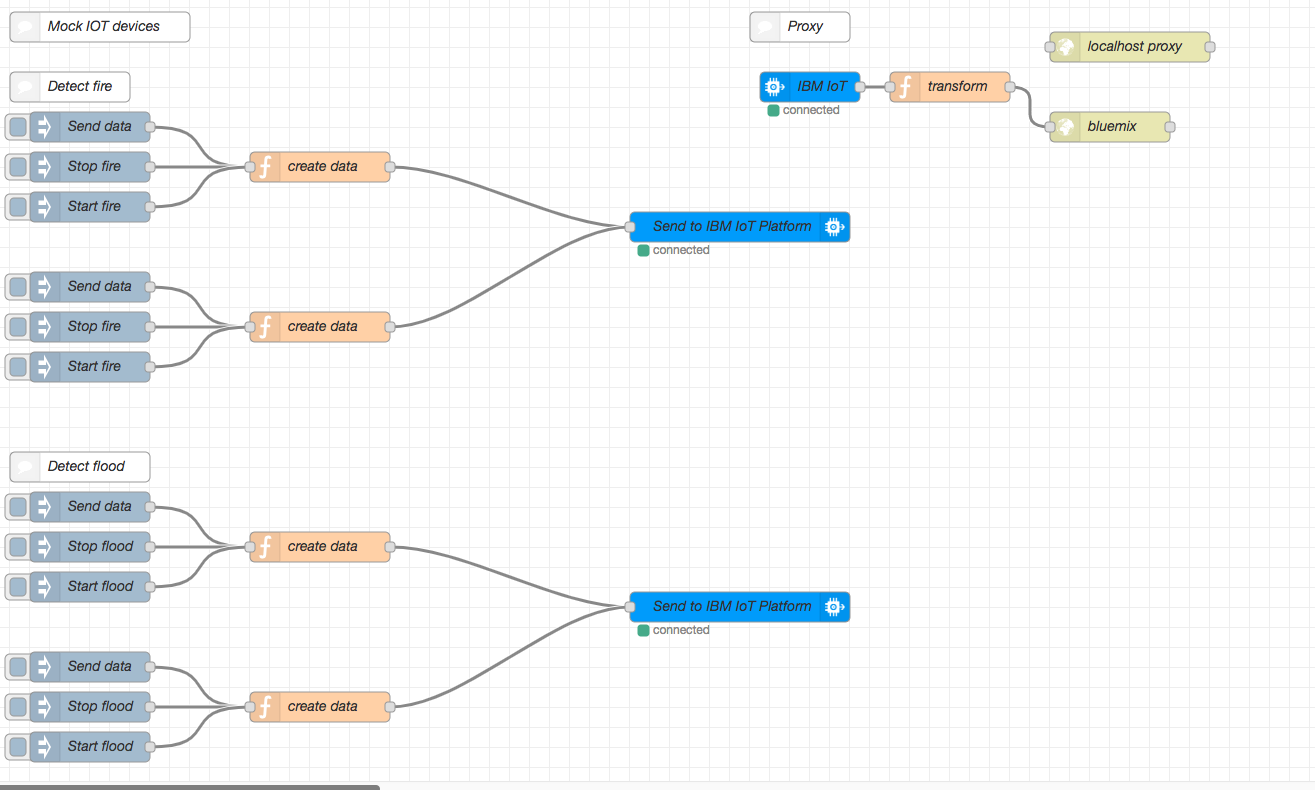 Mock IOT devices
Proxy
localhost proxy
Detect fire
IBM IoT
transform
connected
Send data
bluemix
Stop fire
create data
Start fire
Send to IBM IoT Platform
connected
Send data
Stop fire
create data
Start fire
Detect flood
Send data
Stop flood
create data
Start flood
Send to IBM IoT Platform
connected
Send data
Stop flood
create data
Start flood